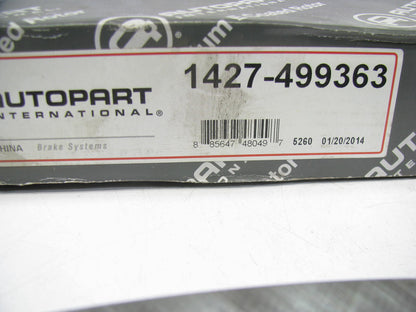 1427-499363
AUTOPART
INTERNATIONAL®
CHINA Brake Systems
8 85647 48049 7 5260 01/20/2014